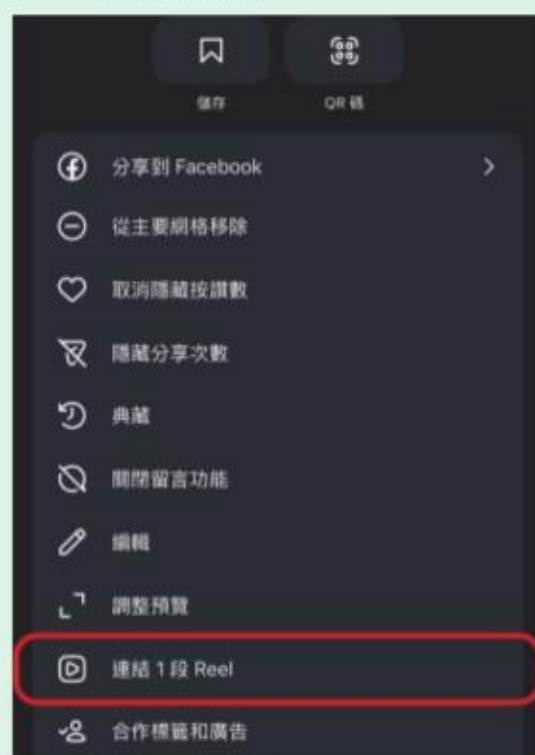 儲存
QR 碼
分享到 Facebook
從主要網格移除
取消隱藏按讚數
隱藏分享次數
典藏
關閉留言功能
編輯
調整預覽
連結 1 段 Reel
合作標籤和廣告